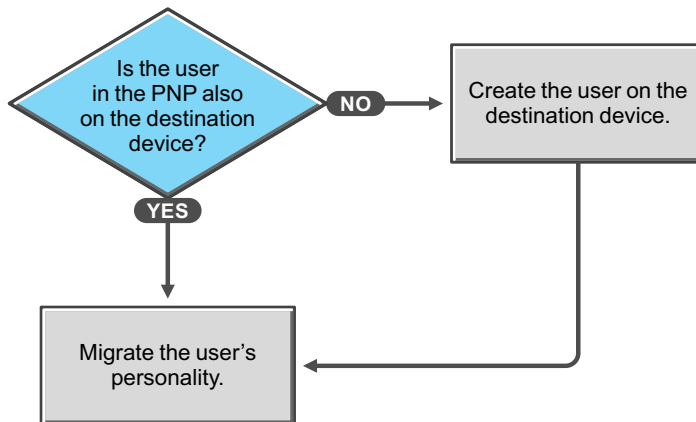 Is the user
in the PNP also
on the destination
device?
NO
Create the user on the
destination device.
YES
Migrate the user’s
personality.